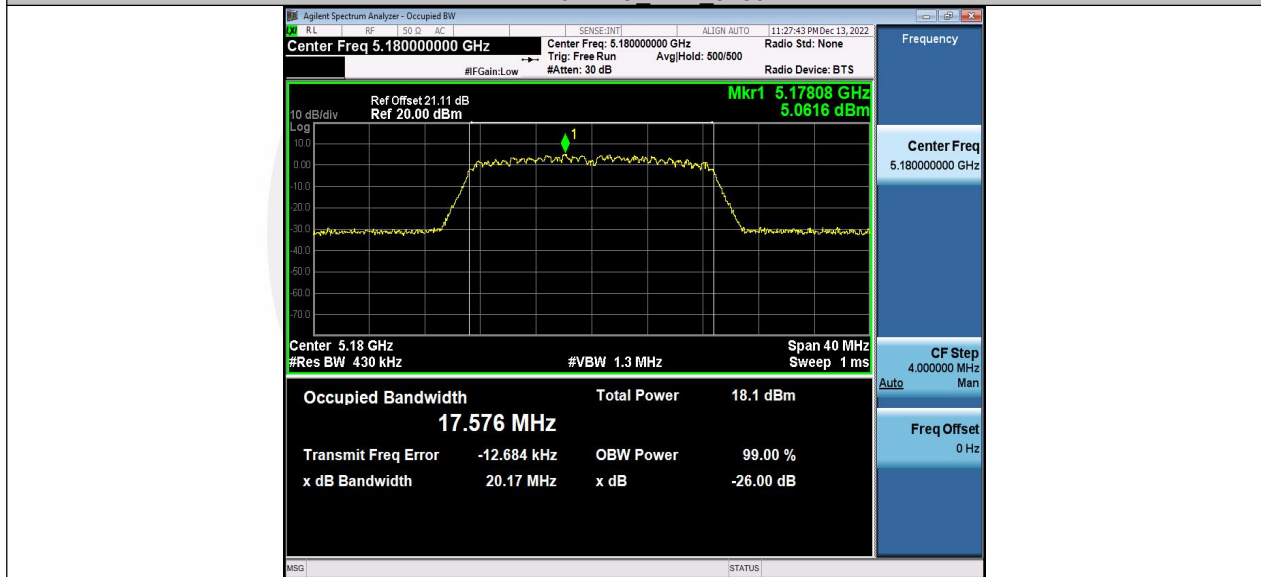 Agilent Spectrum Analyzer - Occupied BW
RL RF 50 Ω AC SENSE:INT ALIGN AUTO 11:27:43 PM Dec 13, 2022
Center Freq 5.180000000 GHz
Center Freq: 5.180000000 GHz
Radio Std: None
Trig: Free Run Avg|Hold: 500/500
#IFGain:Low
#Atten: 30 dB
Radio Device: BTS
Frequency
Mkr1 5.17808 GHz
5.0616 dBm
Ref Offset 21.11 dB
10 dB/div Ref 20.00 dBm
Log
10.0
0.00
-10.0
-20.0
-30.0
-40.0
-50.0
-60.0
-70.0
1
Center 5.18 GHz Span 40 MHz
#Res BW 430 kHz #VBW 1.3 MHz Sweep 1 ms
Center Freq
5.180000000 GHz
CF Step
4.000000 MHz
Auto Man
Freq Offset
0 Hz
Occupied Bandwidth Total Power 18.1 dBm
17.576 MHz
Transmit Freq Error -12.684 kHz OBW Power 99.00 %
x dB Bandwidth 20.17 MHz x dB -26.00 dB
MSG STATUS